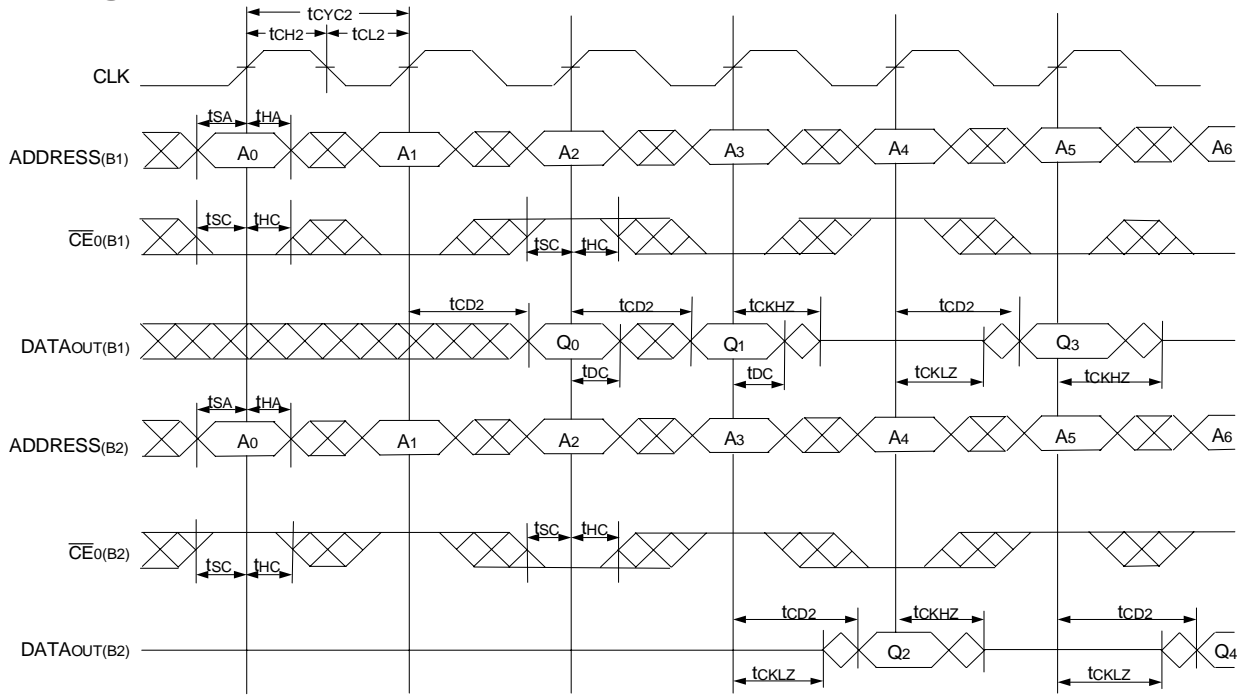 tCYC2
tCH2 tCL2
CLK
tSA tHA
ADDRESS(B1) A0 A1 A2 A3 A4 A5 A6
tSC tHC
CE0(B1) tSC tHC
tCD2 tCD2 tCKHZ tCD2
DATAOUT(B1) Q0 Q1 Q3
tDC tDC tCKLZ tCKHZ
tSA tHA
ADDRESS(B2) A0 A1 A2 A3 A4 A5 A6
tSC tHC
CE0(B2)
tSC tHC
tCD2 tCKHZ tCD2
DATAOUT(B2) Q2 Q4
tCKLZ tCKLZ